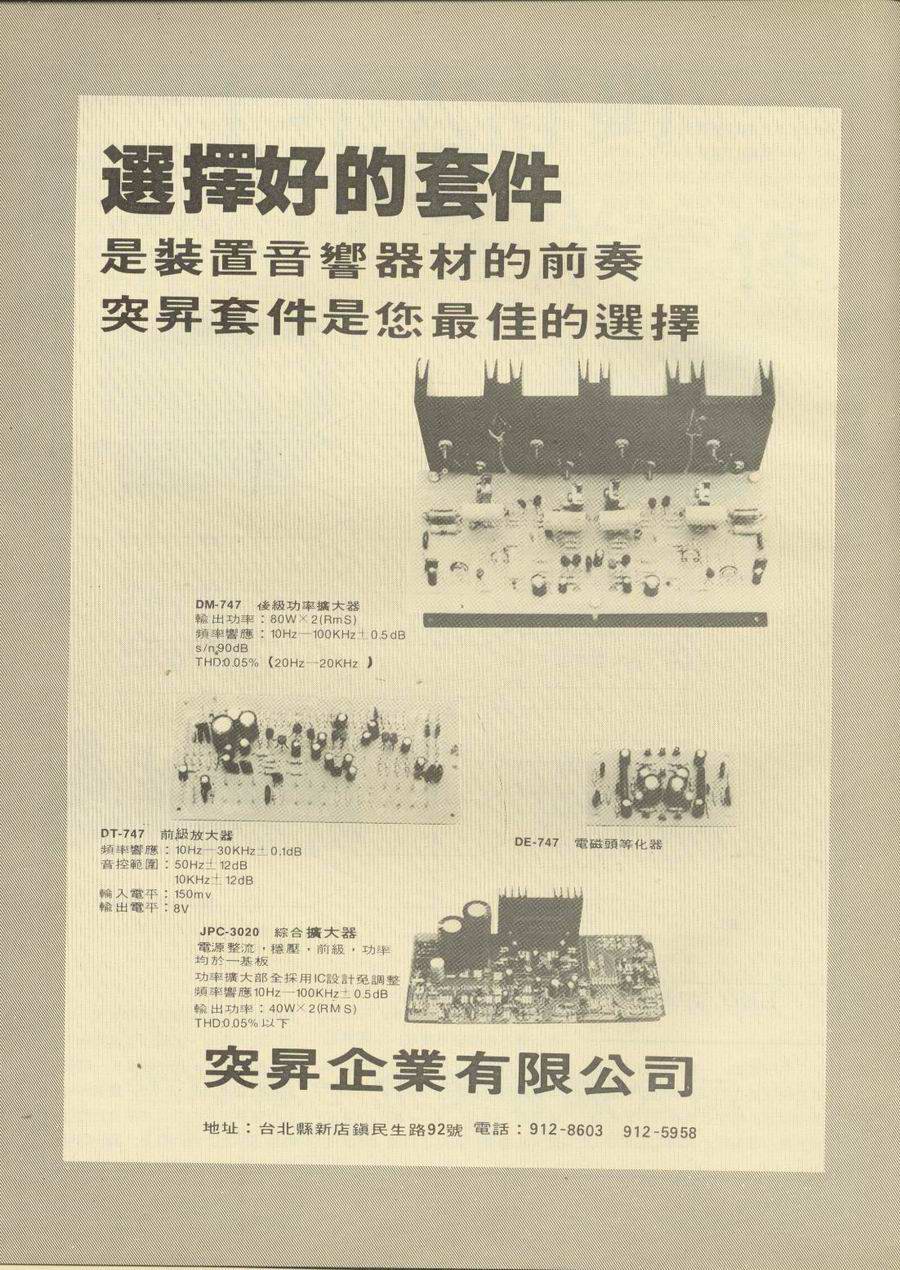 選擇好的套件
是裝置音響器材的前奏
突昇套件是您最佳的選擇
DM-747 後級功率擴大器
輸出功率：80W×2(RmS)
頻率響應：10Hz—100KHz±0.5dB
s/n90dB
THD:0.05% (20Hz—20KHz )
DT-747 前級放大器
頻率響應：10Hz—30KHz±0.1dB
音控範圍：50Hz±12dB
10KHz±12dB
輸入電平：150mv
輸出電平：8V
DE-747 電磁頭等化器
JPC-3020 綜合擴大器
電源整流，穩壓，前級，功率
均於一基板
功率擴大部全採用IC設計免調整
頻率響應10Hz—100KHz±0.5dB
輸出功率：40W×2(RMS)
THD:0.05%以下
突昇企業有限公司
地址：台北縣新店鎮民生路92號 電話：912-8603 912-5958